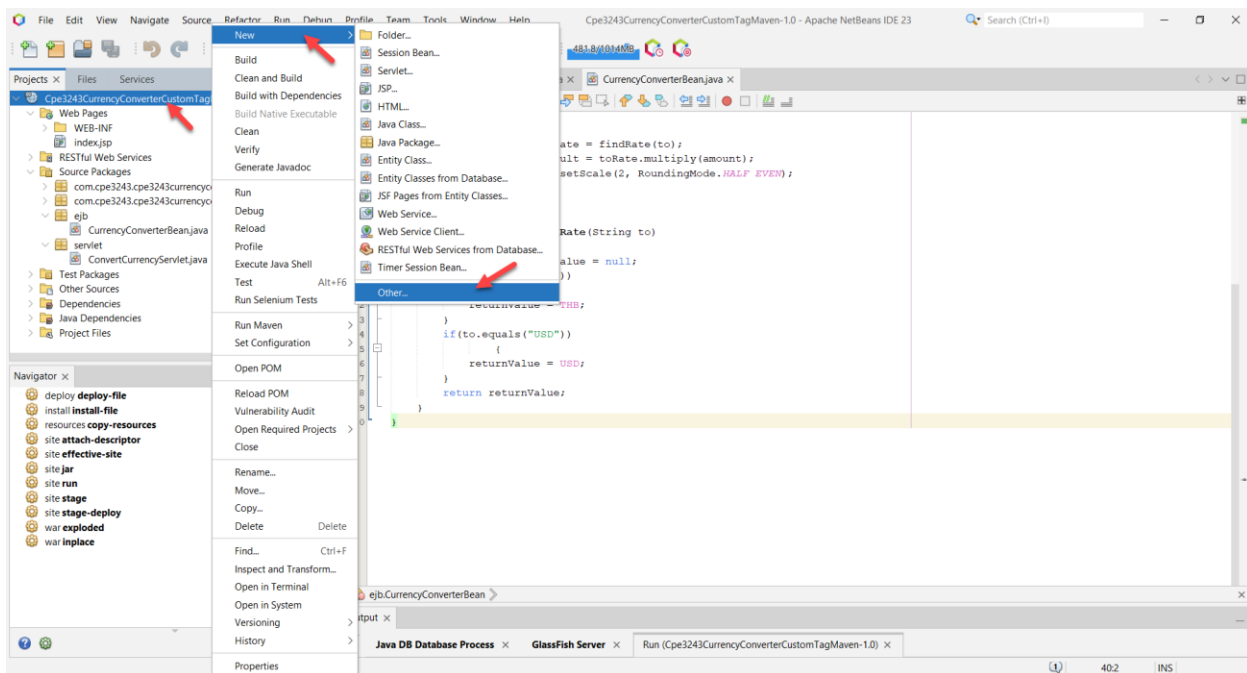 File Edit View Navigate Source Refactor Run Debug Profile Team Tools Window Help
Cpe3243CurrencyConverterCustomTagMaven-1.0 - Apache NetBeans IDE 23
Search (Ctrl+I)
481.8/1014MB
Projects Files Services
Cpe3243CurrencyConverterCustomTag
Web Pages
WEB-INF
index.jsp
RESTful Web Services
Source Packages
com.cpe3243.cpe3243currencyc
com.cpe3243.cpe3243currencyc
ejb
CurrencyConverterBean.java
servlet
ConvertCurrencyServlet.java
Test Packages
Other Sources
Dependencies
Java Dependencies
Project Files
Navigator
deploy deploy-file
install install-file
resources copy-resources
site attach-descriptor
site effective-site
site jar
site run
site stage
site stage-deploy
war exploded
war inplace
New
Build
Clean and Build
Build with Dependencies
Build Native Executable
Clean
Verify
Generate Javadoc
Run
Debug
Reload
Profile
Execute Java Shell
Test Alt+F6
Run Selenium Tests
Run Maven
Set Configuration
Open POM
Reload POM
Vulnerability Audit
Open Required Projects
Close
Rename...
Move...
Copy...
Delete Delete
Find... Ctrl+F
Inspect and Transform...
Open in Terminal
Open in System
Versioning
History
Properties
Folder...
Session Bean...
Servlet...
JSP...
HTML...
Java Class...
Java Package...
Entity Class...
Entity Classes from Database...
JSF Pages from Entity Classes...
Web Service...
Web Service Client...
RESTful Web Services from Database...
Timer Session Bean...
Other...
CurrencyConverterBean.java
ate = findRate(to);
ult = toRate.multiply(amount);
setScale(2, RoundingMode.HALF_EVEN);
Rate(String to)
alue = null;
))
returnValue = THB;
}
if(to.equals("USD"))
{
returnValue = USD;
}
return returnValue;
}
}
ejb.CurrencyConverterBean
tput
Java DB Database Process GlassFish Server Run (Cpe3243CurrencyConverterCustomTagMaven-1.0)
40:2 INS